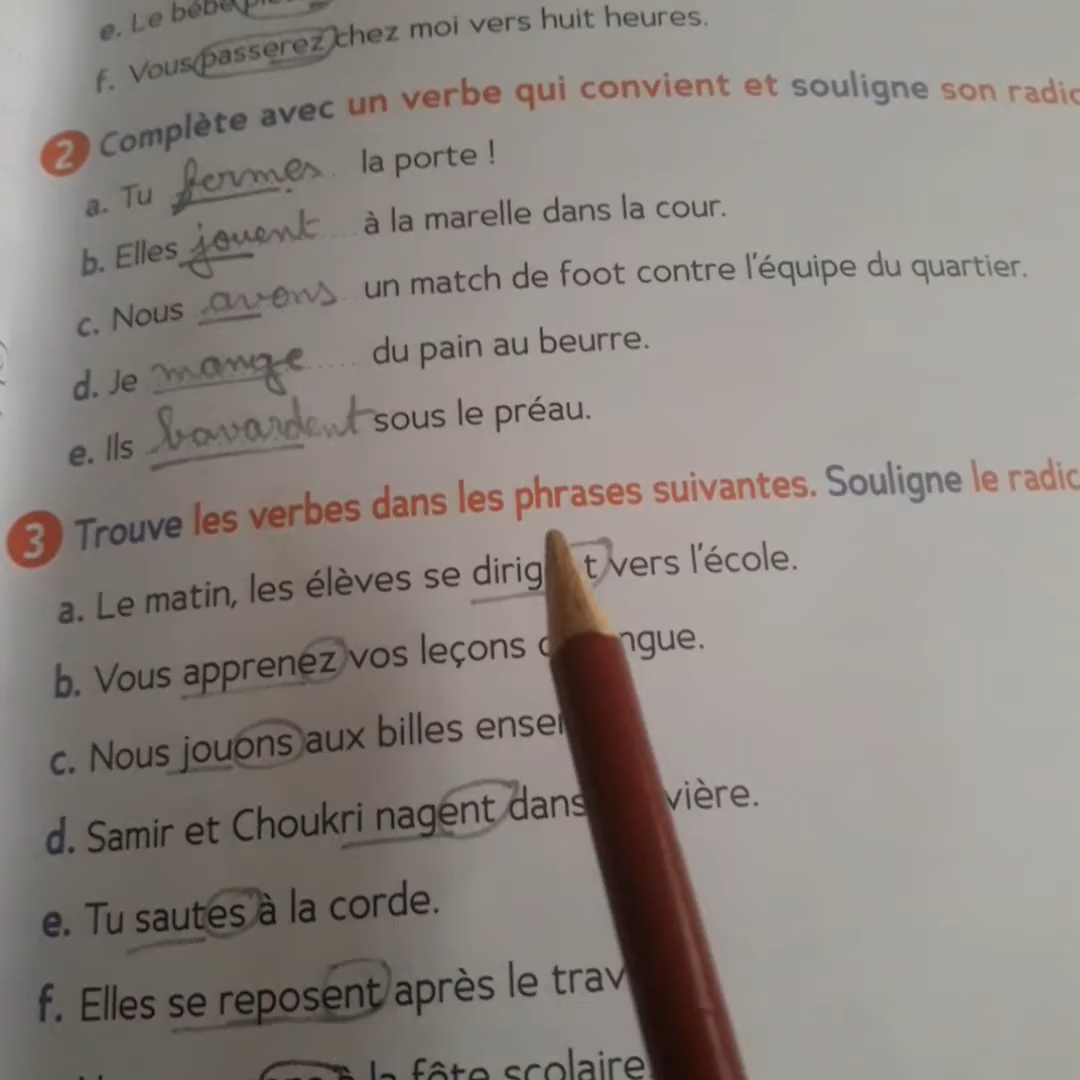 e. Le bébé
f. Vous passerez chez moi vers huit heures.
2 Complète avec un verbe qui convient et souligne son radic
a. Tu fermes la porte !
b. Elles jouent à la marelle dans la cour.
c. Nous avons un match de foot contre l'équipe du quartier.
d. Je mange du pain au beurre.
e. Ils bavardent sous le préau.
3 Trouve les verbes dans les phrases suivantes. Souligne le radic
a. Le matin, les élèves se dirig t vers l'école.
b. Vous apprenez vos leçons ngue.
c. Nous jouons aux billes ense
d. Samir et Choukri nagent dans vière.
e. Tu sautes à la corde.
f. Elles se reposent après le trav
à la fête scolaire